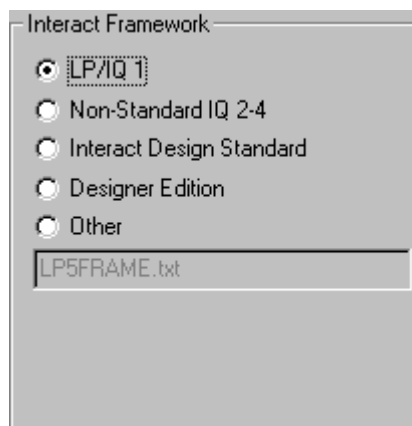 Interact Framework
LP/IQ 1
Non-Standard IQ 2-4
Interact Design Standard
Designer Edition
Other
LP5FRAME.txt